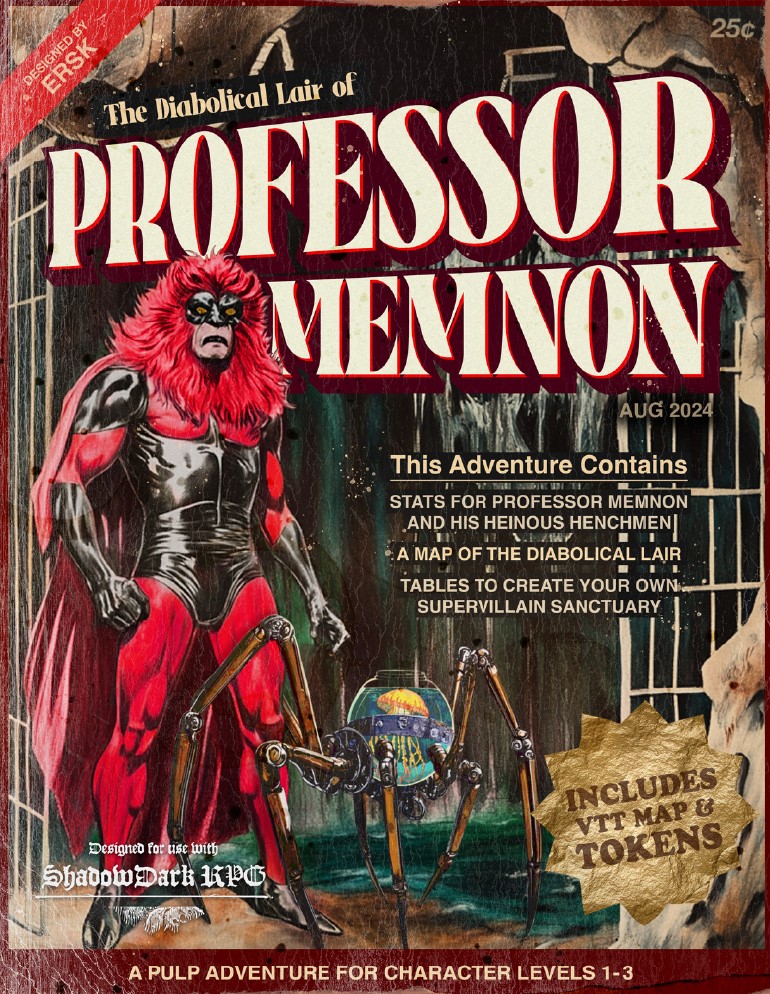 DESIGNED BY
ERSK
25¢
The Diabolical Lair of
PROFESSOR
MEMNON
AUG 2024
This Adventure Contains
STATS FOR PROFESSOR MEMNON
AND HIS HEINOUS HENCHMEN
A MAP OF THE DIABOLICAL LAIR
TABLES TO CREATE YOUR OWN
SUPERVILLAIN SANCTUARY
INCLUDES
VTT MAP &
TOKENS
Designed for use with
ShadowDark RPG
A PULP ADVENTURE FOR CHARACTER LEVELS 1-3